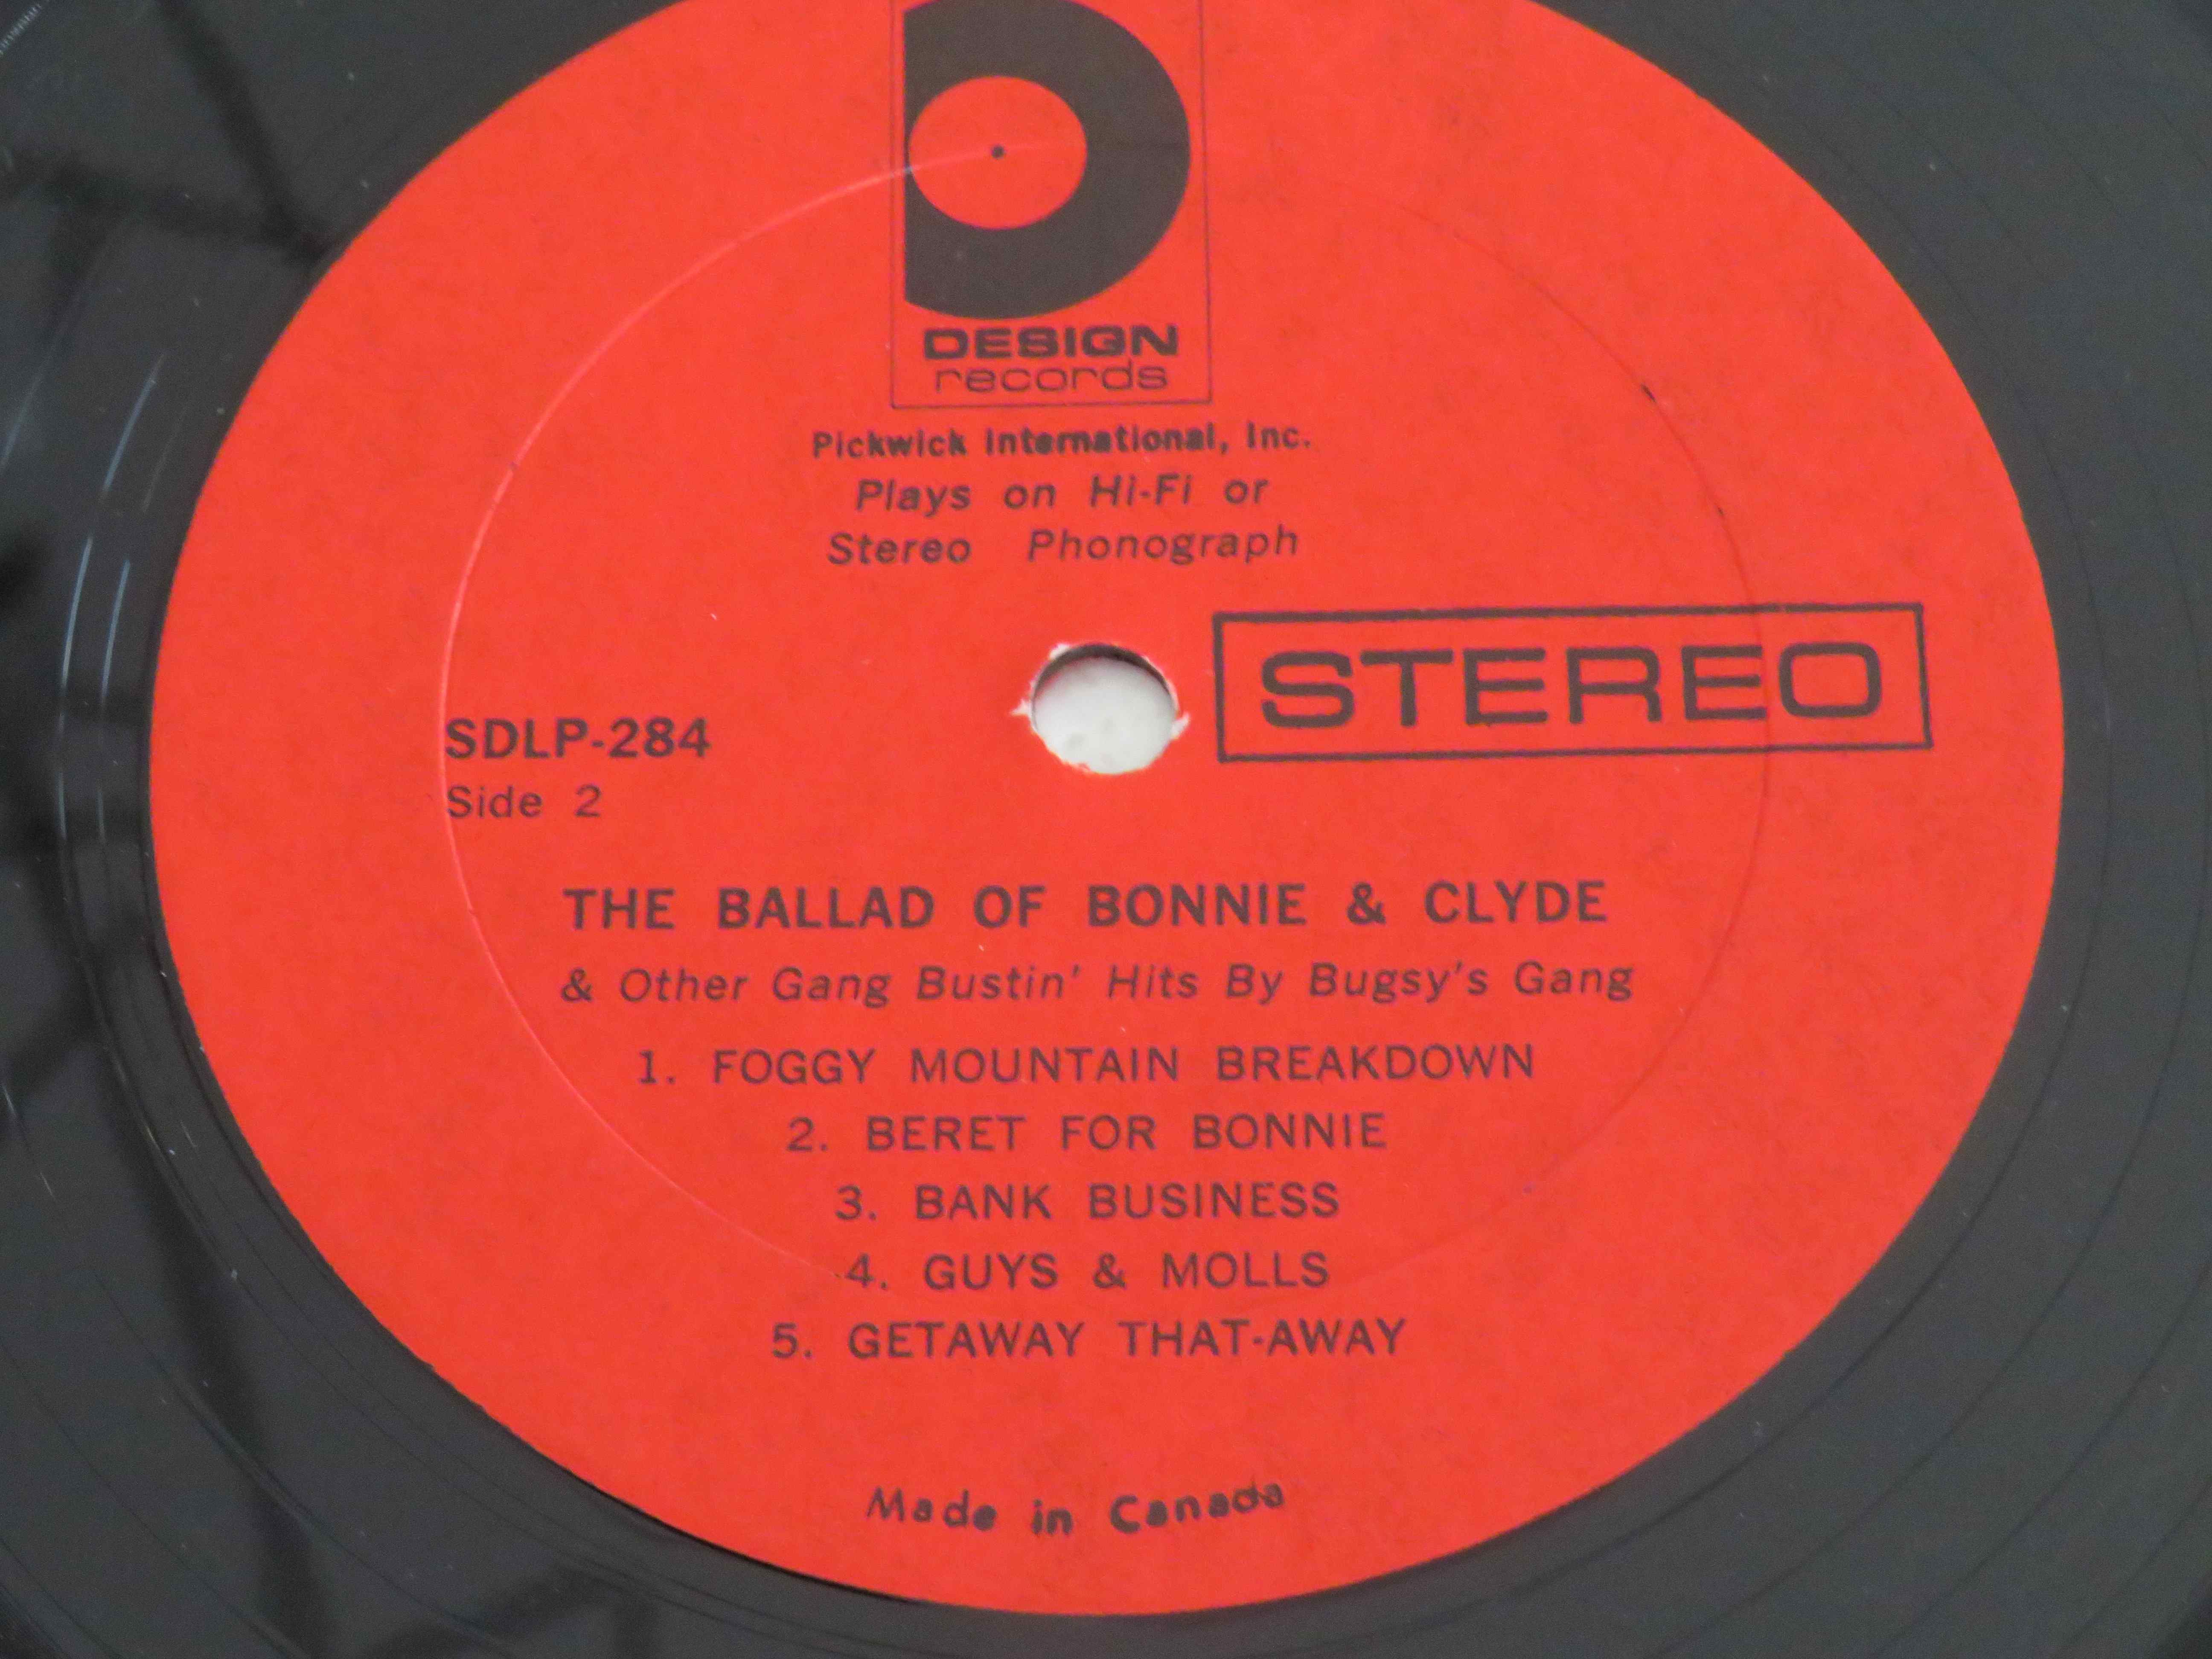 DESIGN
records
Pickwick International, Inc.
Plays on Hi-Fi or
Stereo Phonograph
STEREO
SDLP-284
Side 2
THE BALLAD OF BONNIE & CLYDE
& Other Gang Bustin' Hits By Bugsy's Gang
1. FOGGY MOUNTAIN BREAKDOWN
2. BERET FOR BONNIE
3. BANK BUSINESS
4. GUYS & MOLLS
5. GETAWAY THAT-AWAY
Made in Canada